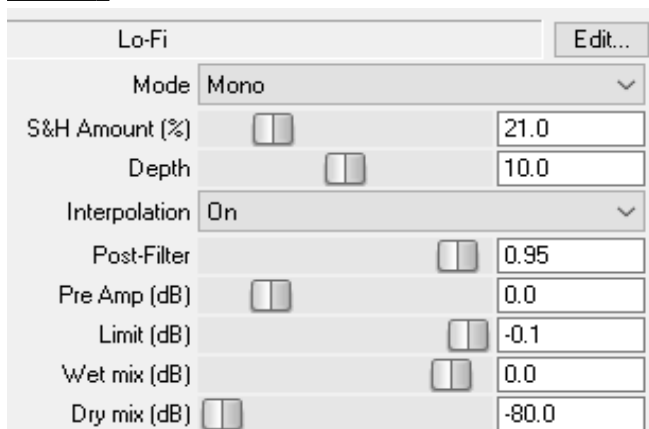 Lo-Fi Edit...
Mode Mono
S&H Amount (%) 21.0
Depth 10.0
Interpolation On
Post-Filter 0.95
Pre Amp (dB) 0.0
Limit (dB) -0.1
Wet mix (dB) 0.0
Dry mix (dB) -80.0